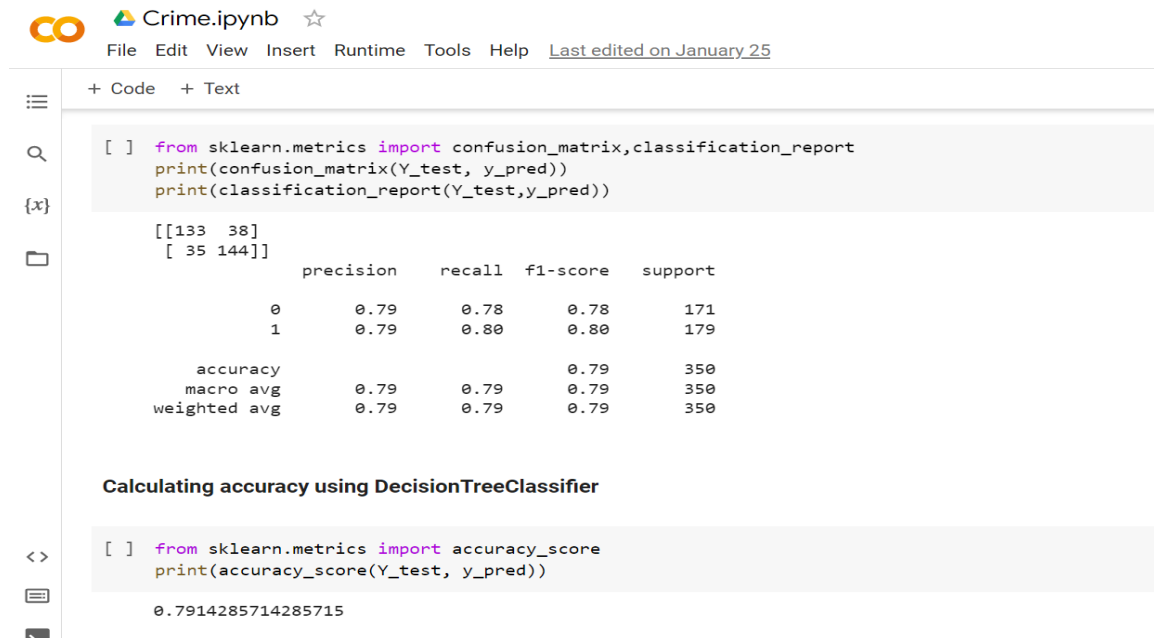 Crime.ipynb
File Edit View Insert Runtime Tools Help Last edited on January 25
+ Code + Text
{x}
[ ] from sklearn.metrics import confusion_matrix,classification_report
print(confusion_matrix(Y_test, y_pred))
print(classification_report(Y_test,y_pred))
[[133 38]
[ 35 144]]
precision recall f1-score support
0 0.79 0.78 0.78 171
1 0.79 0.80 0.80 179
accuracy 0.79 350
macro avg 0.79 0.79 0.79 350
weighted avg 0.79 0.79 0.79 350
Calculating accuracy using DecisionTreeClassifier
[ ] from sklearn.metrics import accuracy_score
print(accuracy_score(Y_test, y_pred))
0.7914285714285715